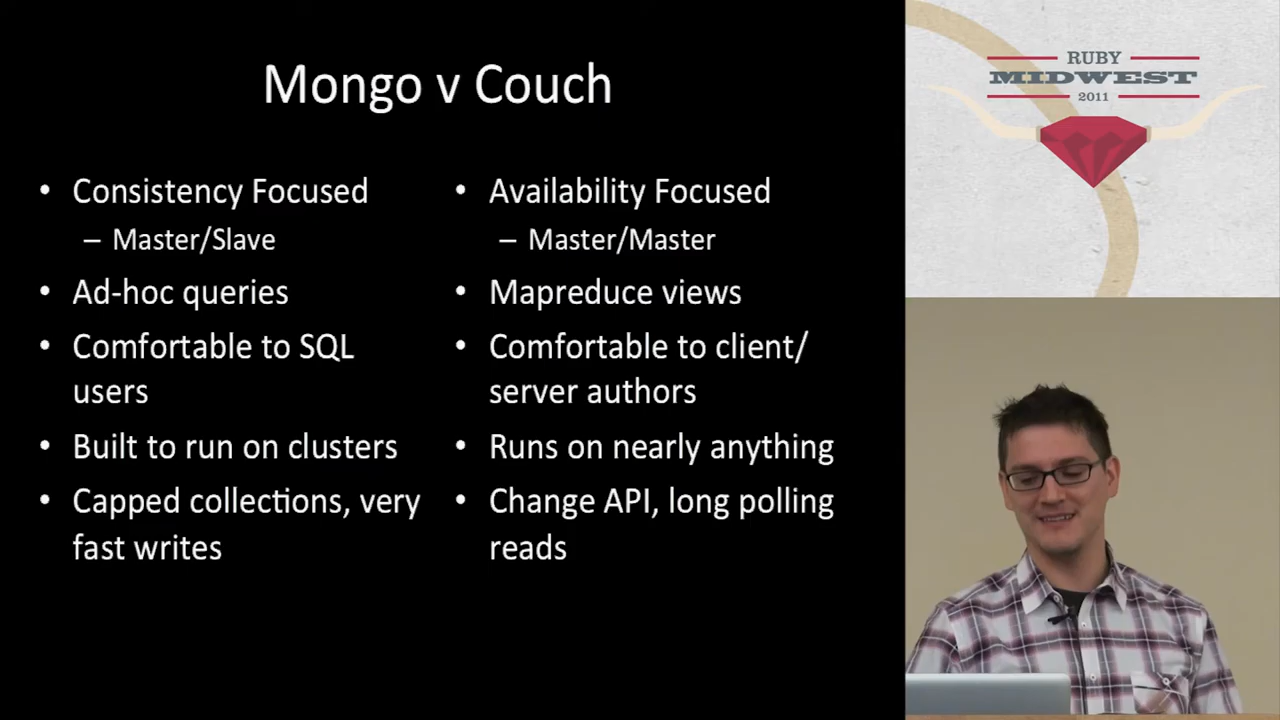 Mongo v Couch
• Consistency Focused
– Master/Slave
• Ad-hoc queries
• Comfortable to SQL
users
• Built to run on clusters
• Capped collections, very
fast writes
• Availability Focused
– Master/Master
• Mapreduce views
• Comfortable to client/
server authors
• Runs on nearly anything
• Change API, long polling
reads
RUBY
MIDWEST
2011